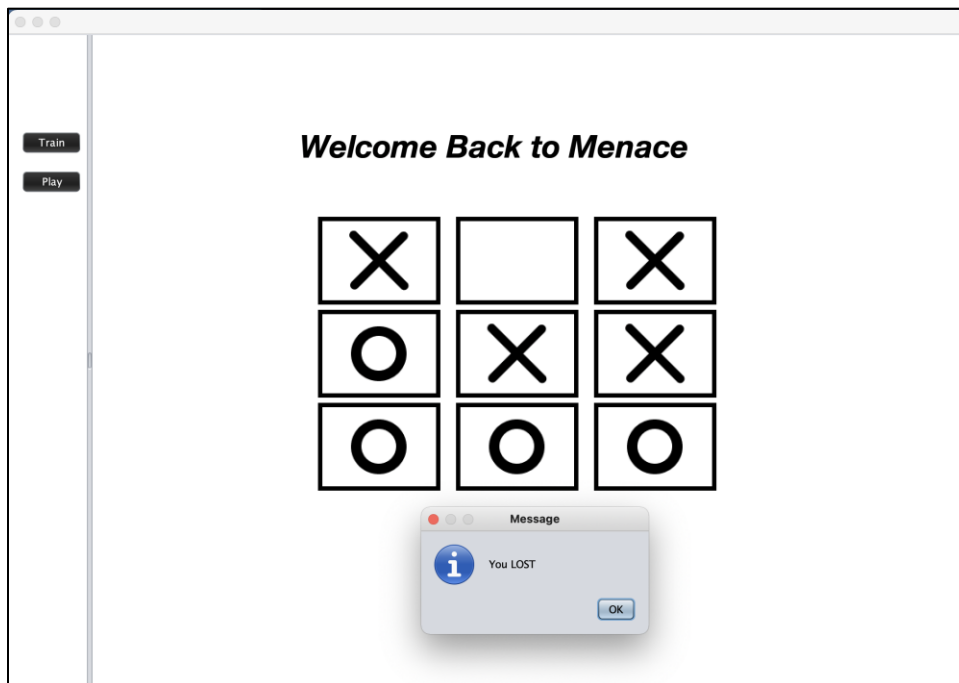 Train
Play
Welcome Back to Menace
X X
O X X
O O O
Message
You LOST
OK